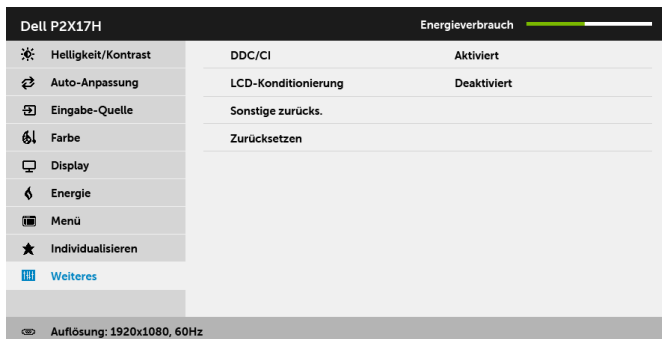 Dell P2X17H Energieverbrauch
Helligkeit/Kontrast DDC/CI Aktiviert
Auto-Anpassung LCD-Konditionierung Deaktiviert
Eingabe-Quelle Sonstige zurücks.
Farbe Zurücksetzen
Display
Energie
Menü
Individualisieren
Weiteres
Auflösung: 1920x1080, 60Hz